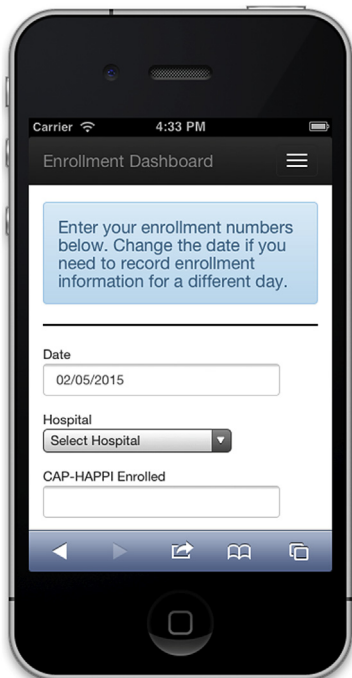 Carrier 4:33 PM
Enrollment Dashboard
Enter your enrollment numbers
below. Change the date if you
need to record enrollment
information for a different day.
Date
02/05/2015
Hospital
Select Hospital
CAP-HAPPI Enrolled